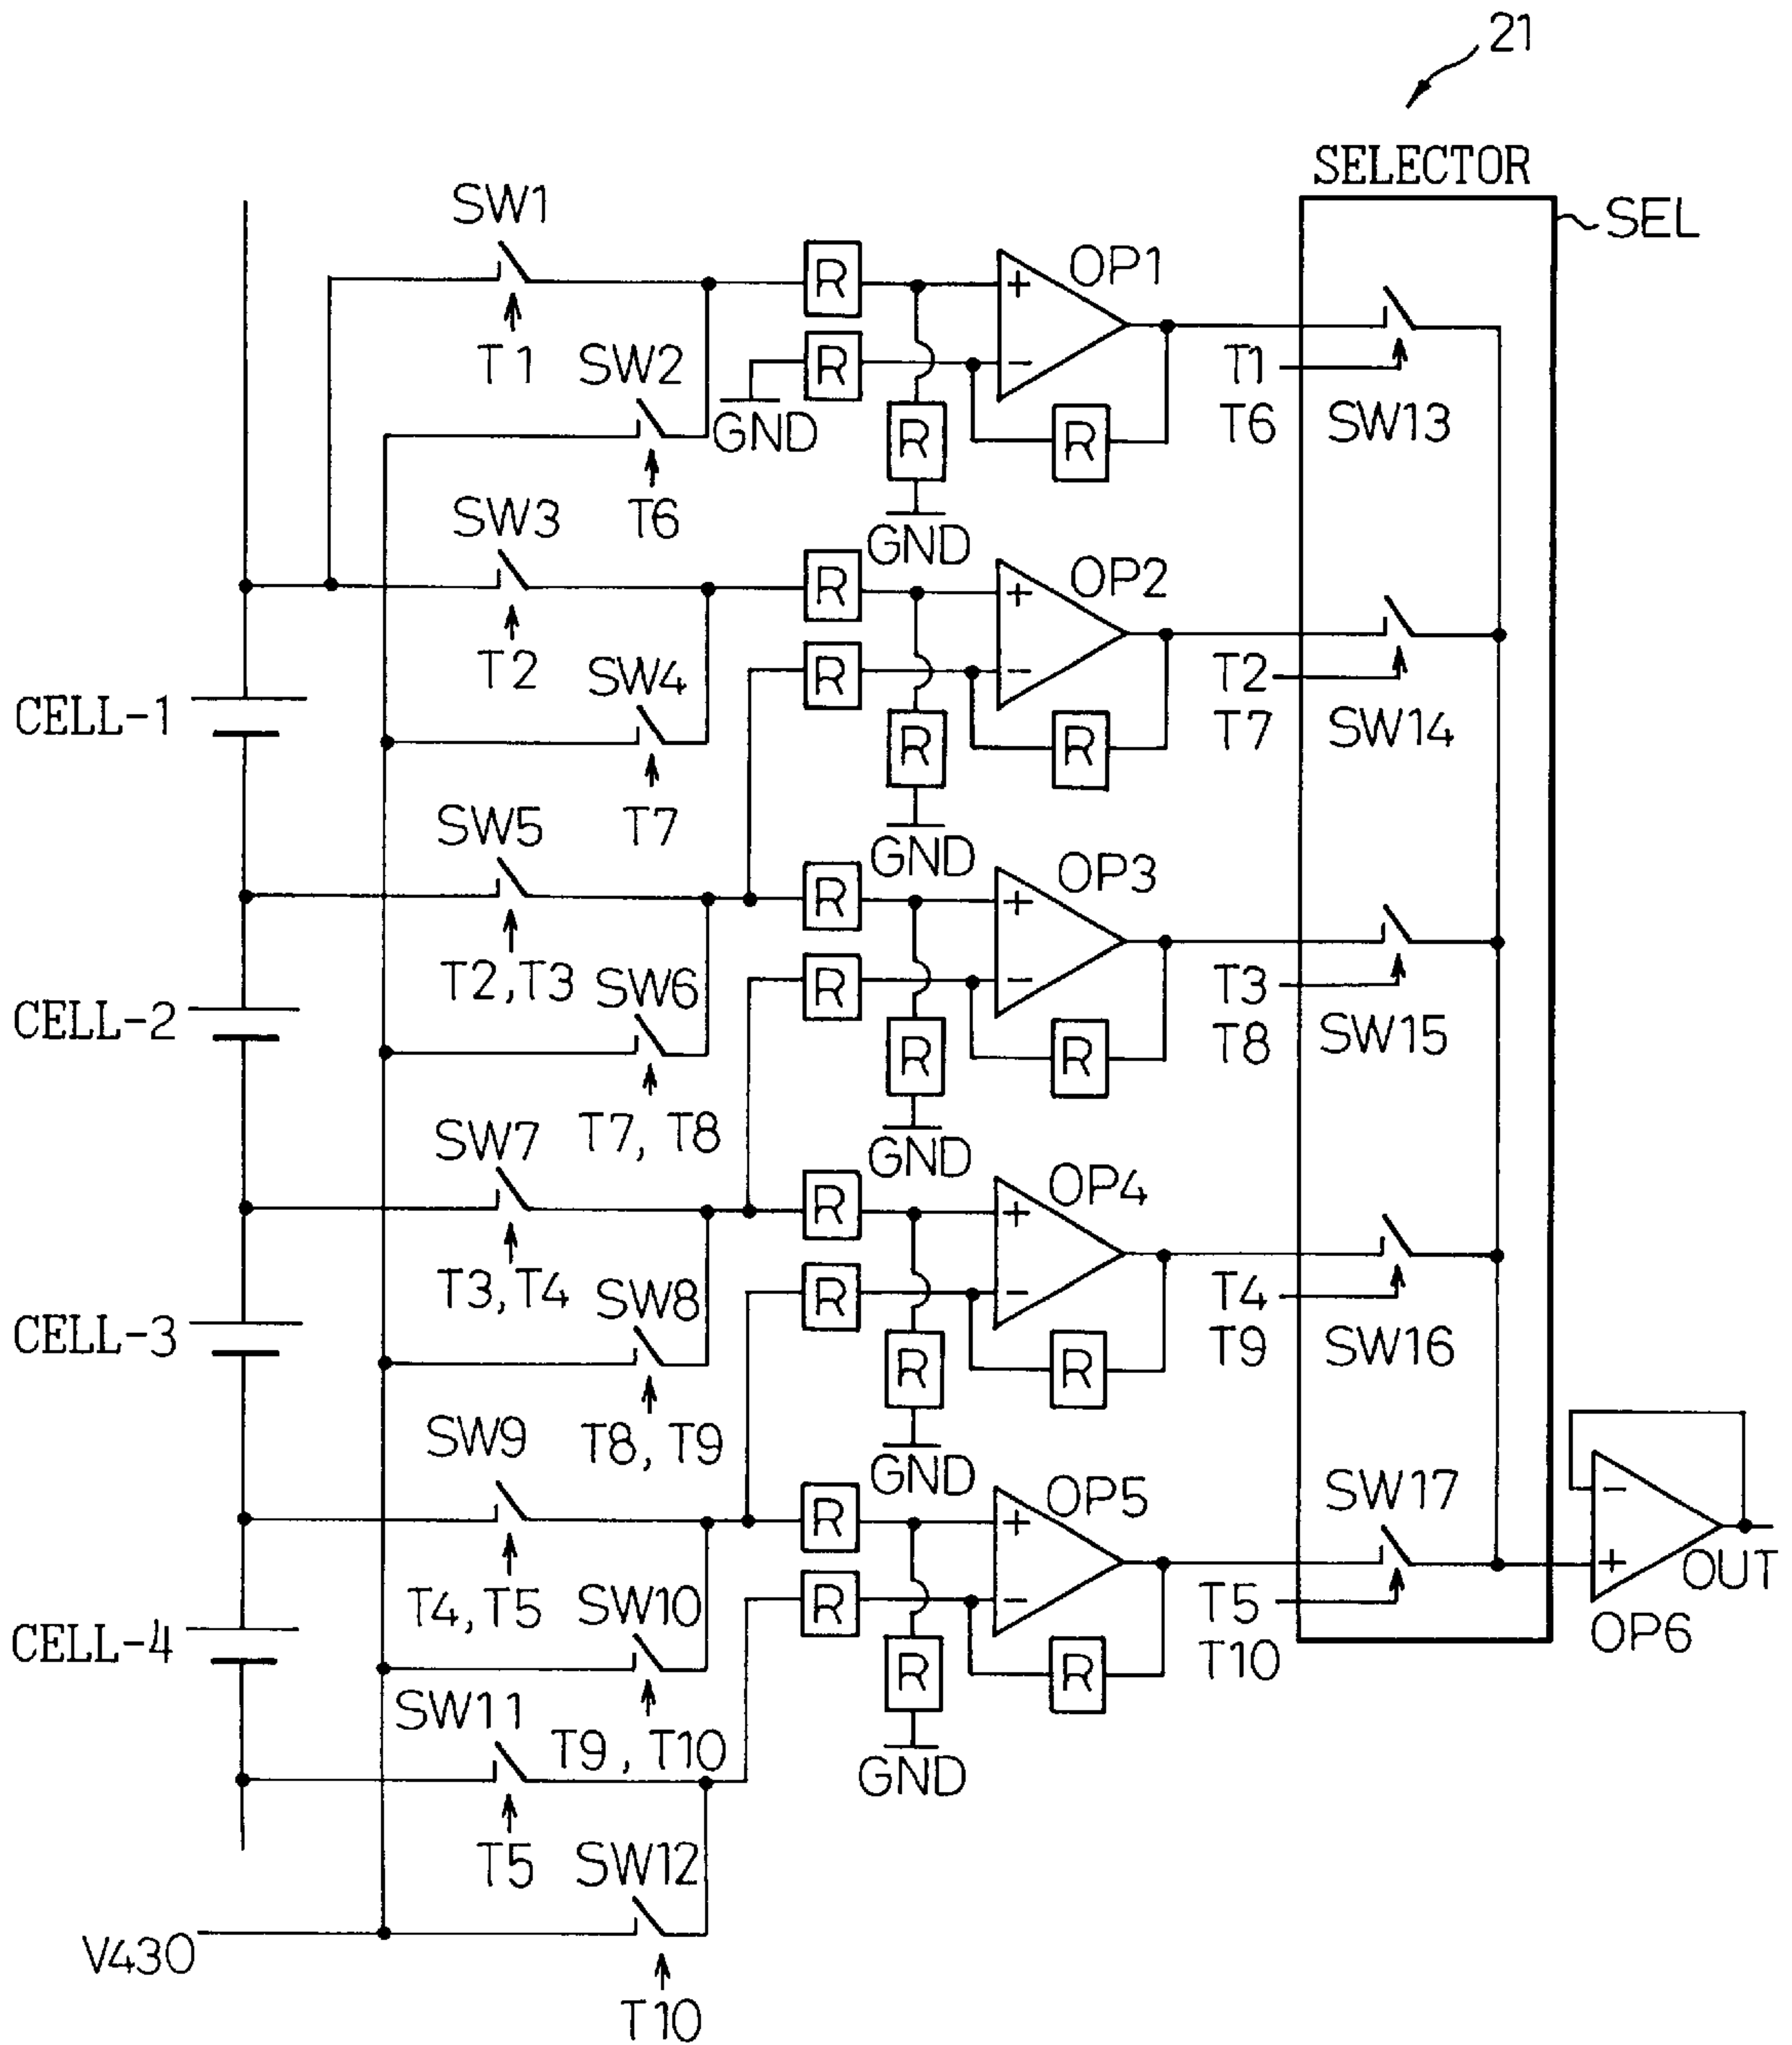 21
SELECTOR
SEL
SW1
T1
SW2
T6
R
R
GND
R
GND
R
OP1
T1
T6
SW13
SW3
T2
SW4
T7
R
R
R
GND
R
OP2
T2
T7
SW14
CELL-1
SW5
T2,T3
SW6
T7, T8
R
R
R
GND
R
OP3
T3
T8
SW15
CELL-2
SW7
T3,T4
SW8
T8, T9
R
R
R
GND
R
OP4
T4
T9
SW16
CELL-3
SW9
T4,T5
SW10
T9, T10
R
R
R
GND
R
OP5
SW17
T5
T10
OUT
OP6
CELL-4
SW11
T5
SW12
T10
V430
+
−
+
−
+
−
+
−
+
−
−
+